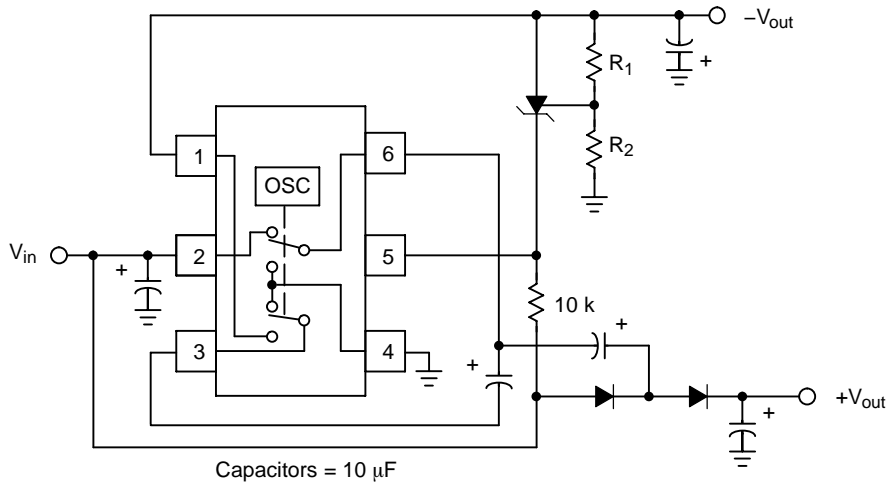 −Vout
+
R1
1
6
R2
OSC
Vin
2
5
+
10 k
+
3
4
+
+
+Vout
Capacitors = 10 μF